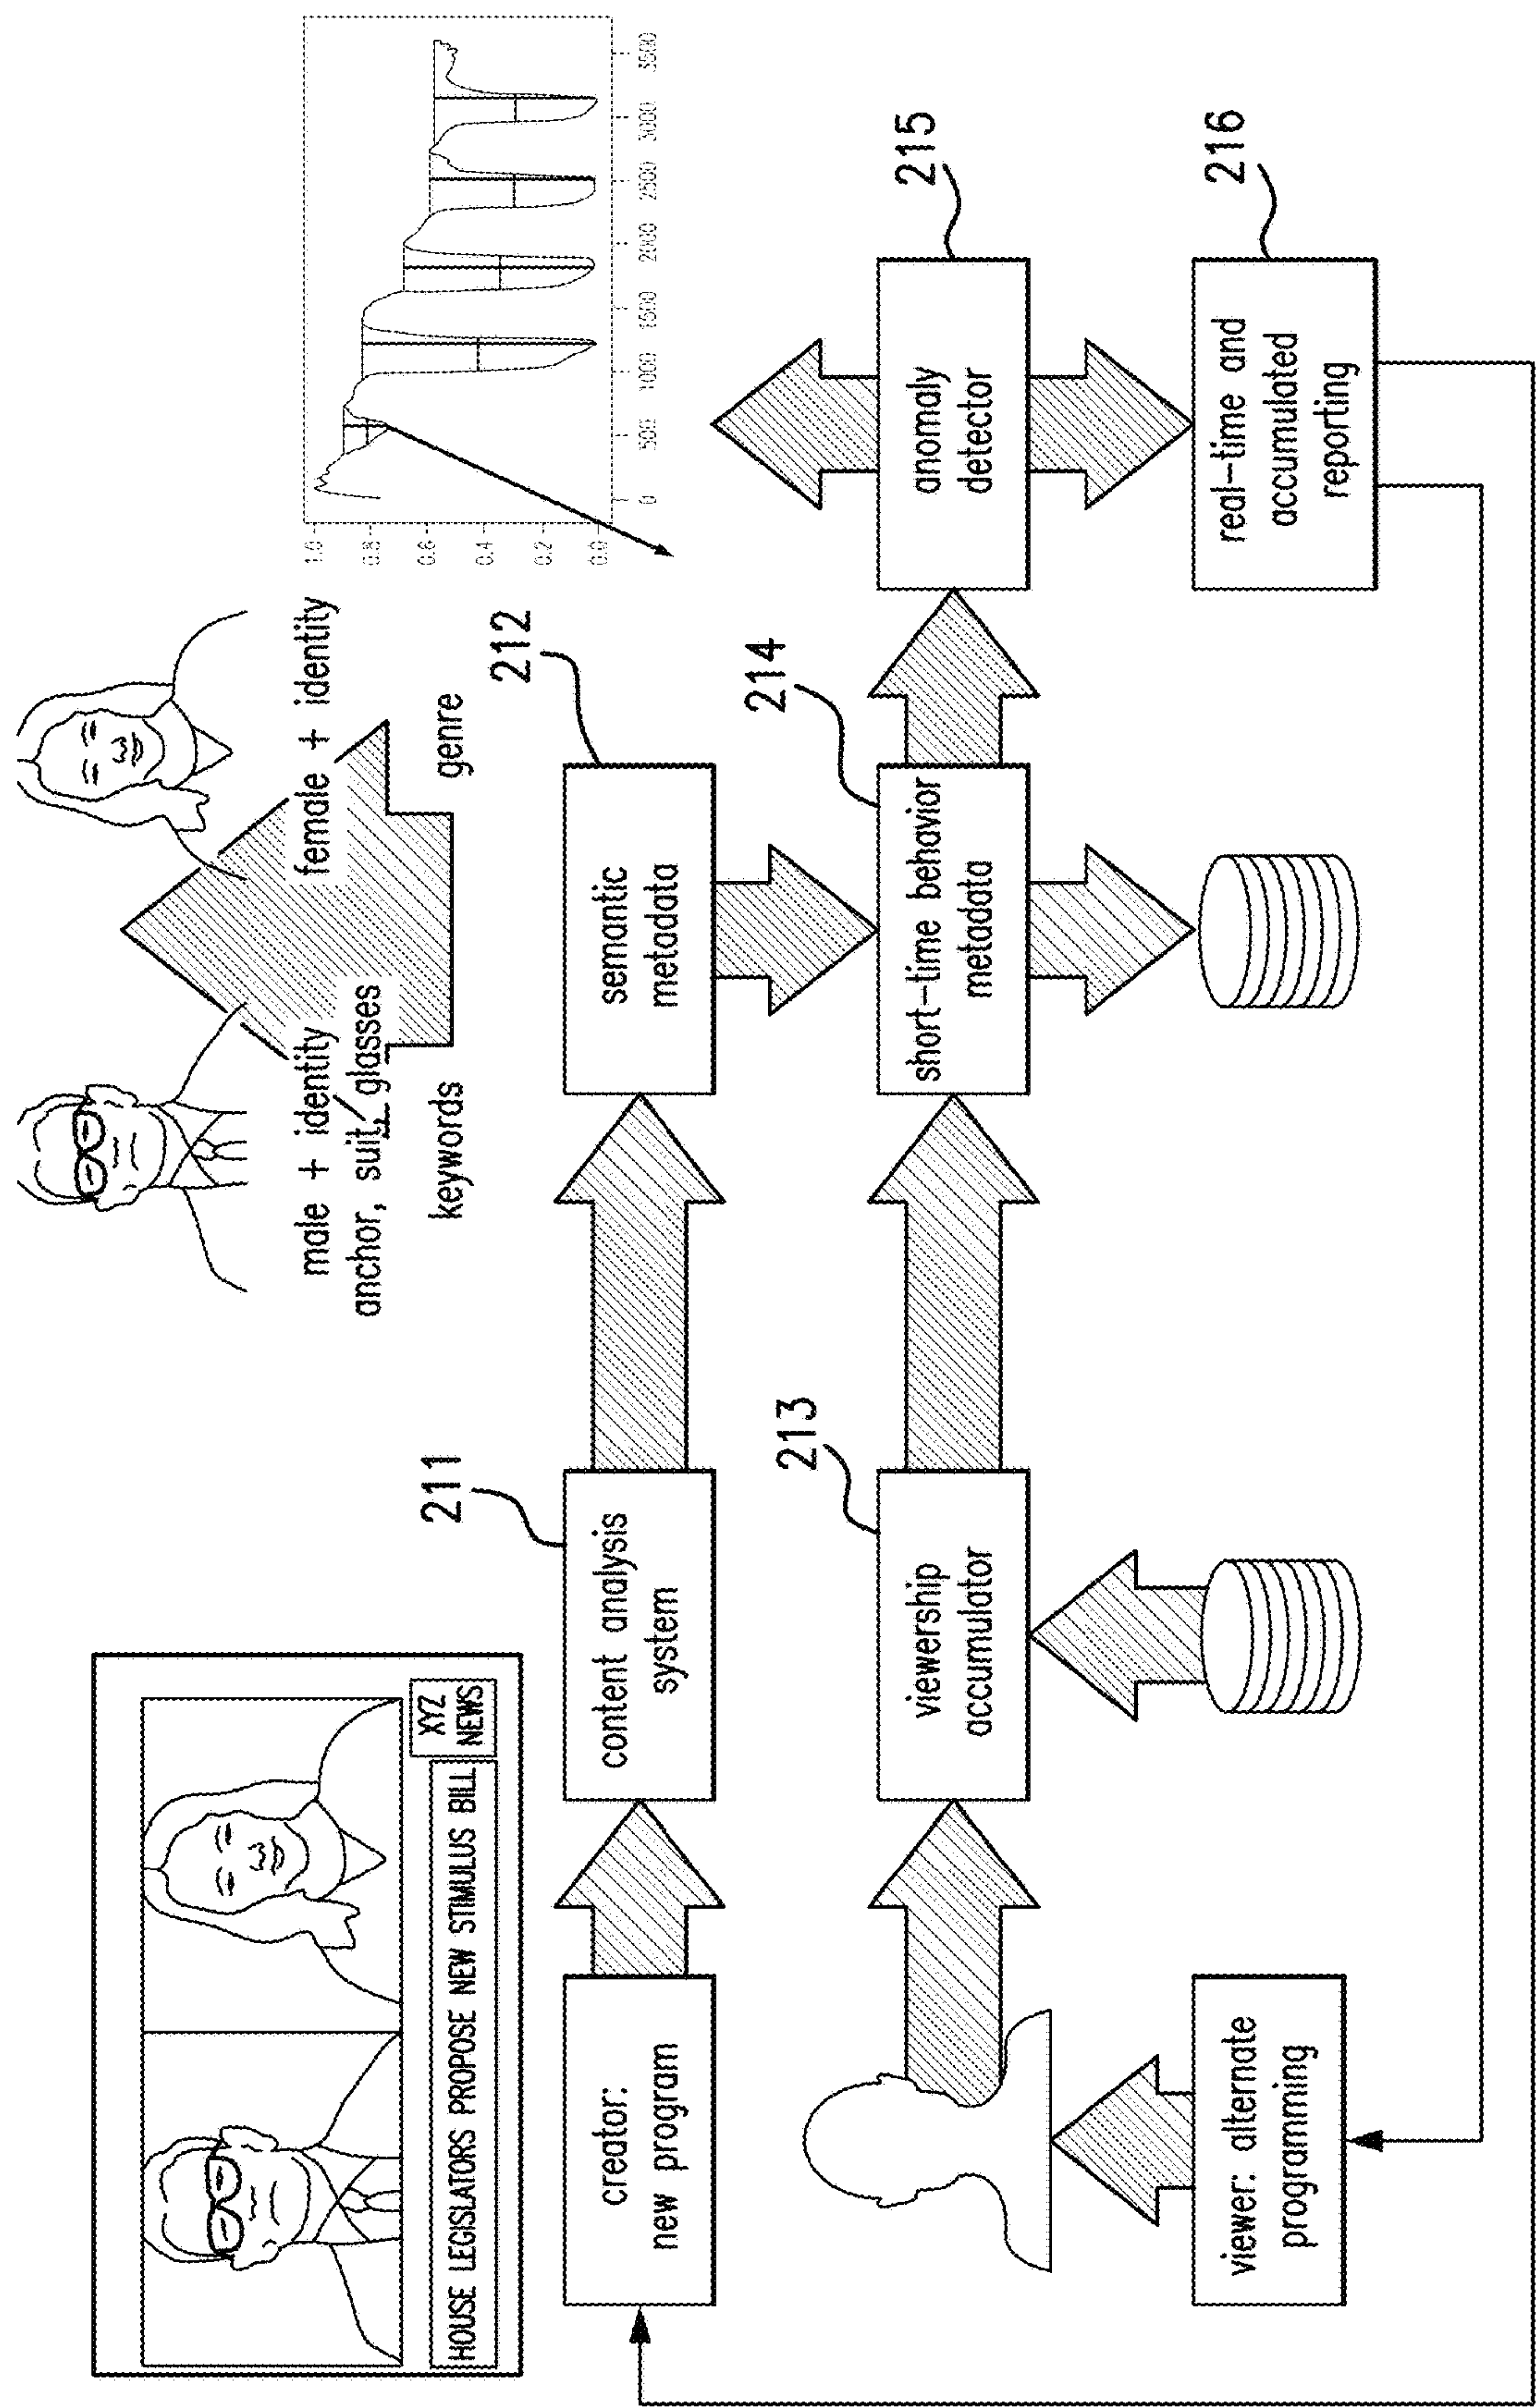 XYZ
NEWS
HOUSE LEGISLATORS PROPOSE NEW STIMULUS BILL
male + identity
anchor, suit, glasses
female + identity
keywords
genre
1.0
0.8
0.6
0.4
0.2
0.0
0
500
1000
1500
2000
2500
3000
3500
creator:
new program
211
content analysis
system
212
semantic
metadata
213
viewership
accumulator
214
short-time behavior
metadata
215
anomaly
detector
viewer: alternate
programming
216
real-time and
accumulated
reporting